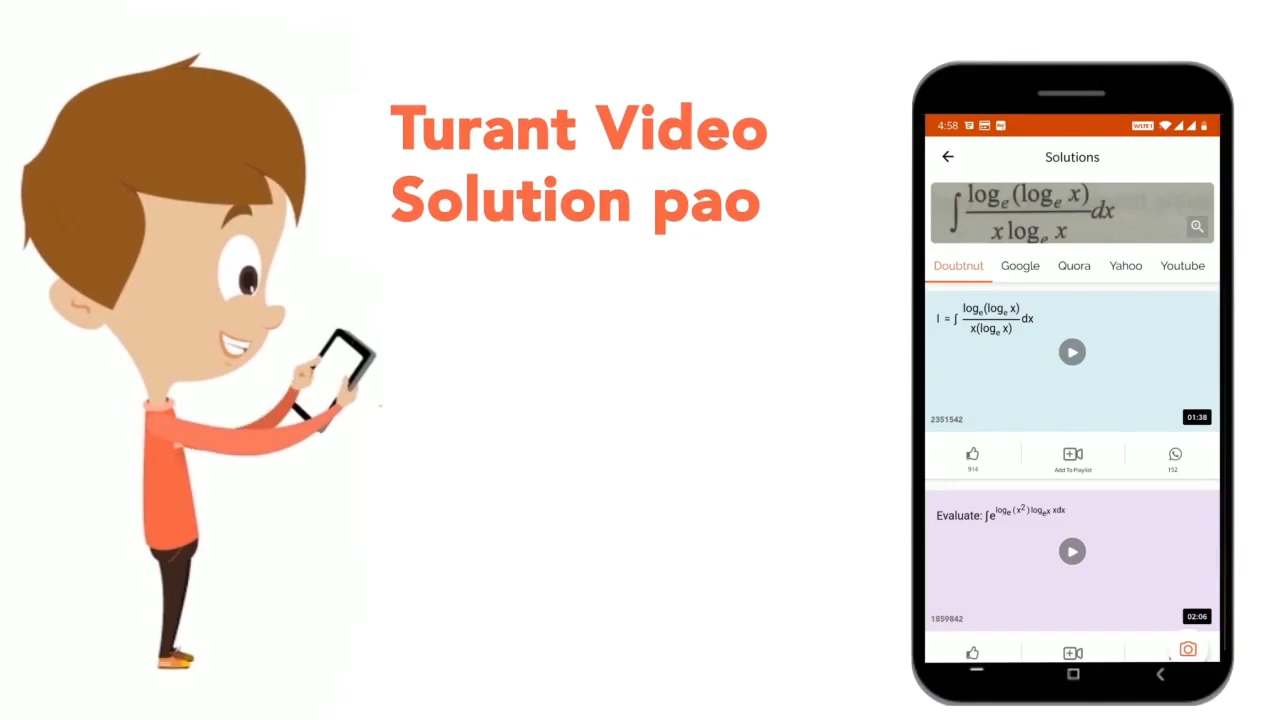 Turant Video
Solution pao
4:58
VoLTE1
Solutions
∫ logₑ(logₑ x) / x logₑ x dx
Doubtnut Google Quora Yahoo Youtube
I = ∫ logₑ(logₑ x) / x(logₑ x) dx
2351542 01:38
914 Add To Playlist 152
Evaluate: ∫e^logₑ(x²)logₑx xdx
1859842 02:06